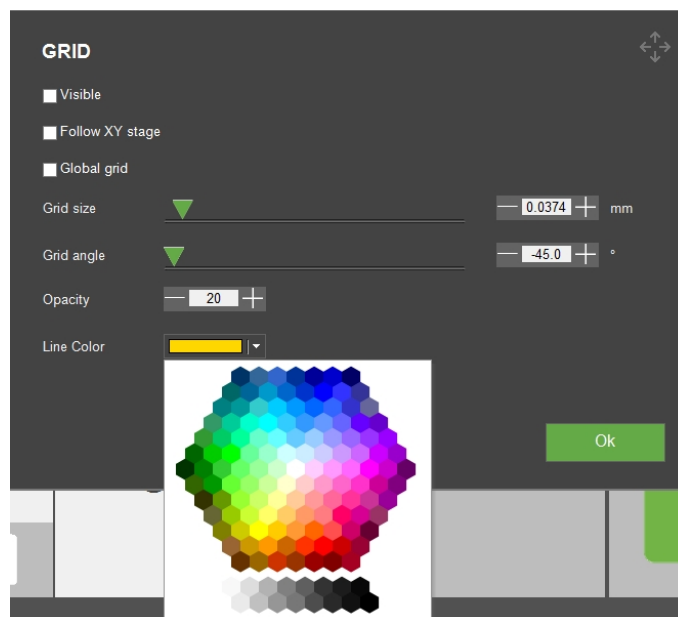 GRID
Visible
Follow XY stage
Global grid
Grid size 0.0374 mm
Grid angle -45.0 °
Opacity 20
Line Color
Ok